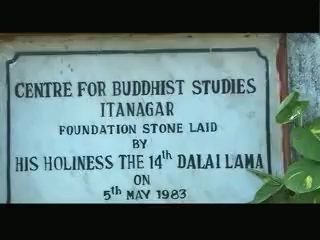 CENTRE FOR BUDDHIST STUDIES
ITANAGAR
FOUNDATION STONE LAID
BY
HIS HOLINESS THE 14th DALAI LAMA
ON
5th MAY 1983